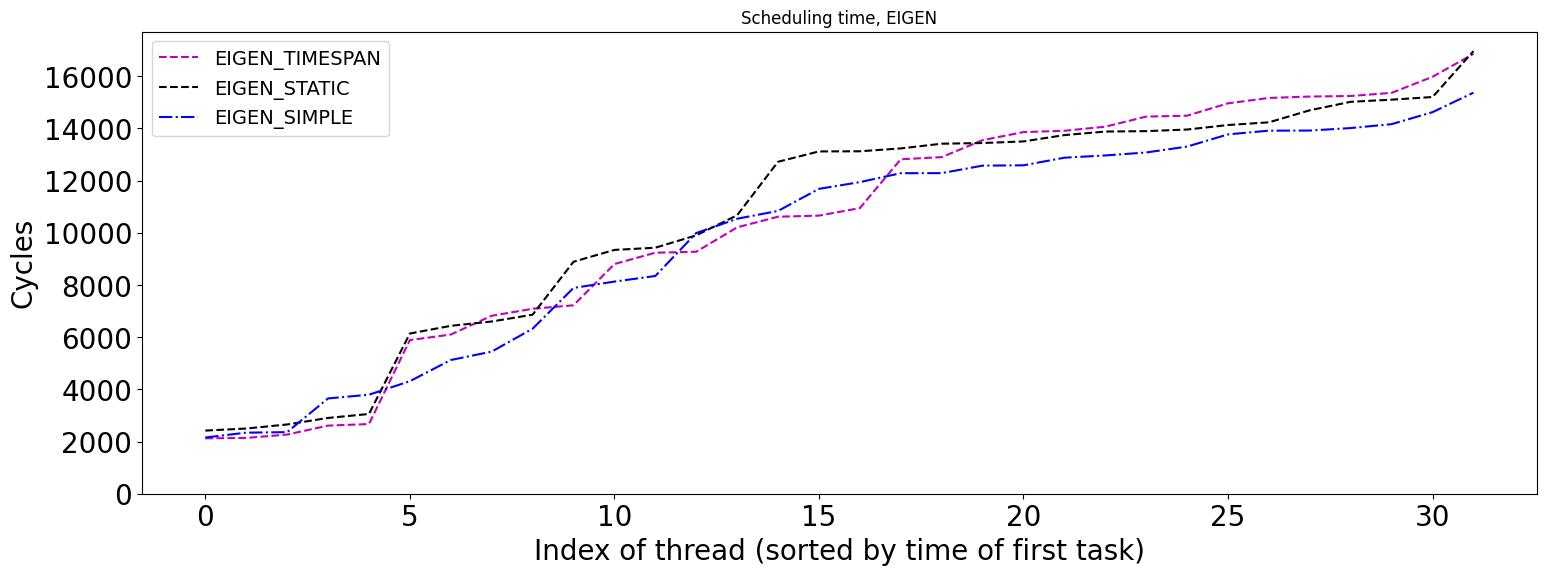 Scheduling time, EIGEN
EIGEN_TIMESPAN
EIGEN_STATIC
EIGEN_SIMPLE
16000
14000
12000
10000
8000
6000
4000
2000
0
Cycles
0 5 10 15 20 25 30
Index of thread (sorted by time of first task)